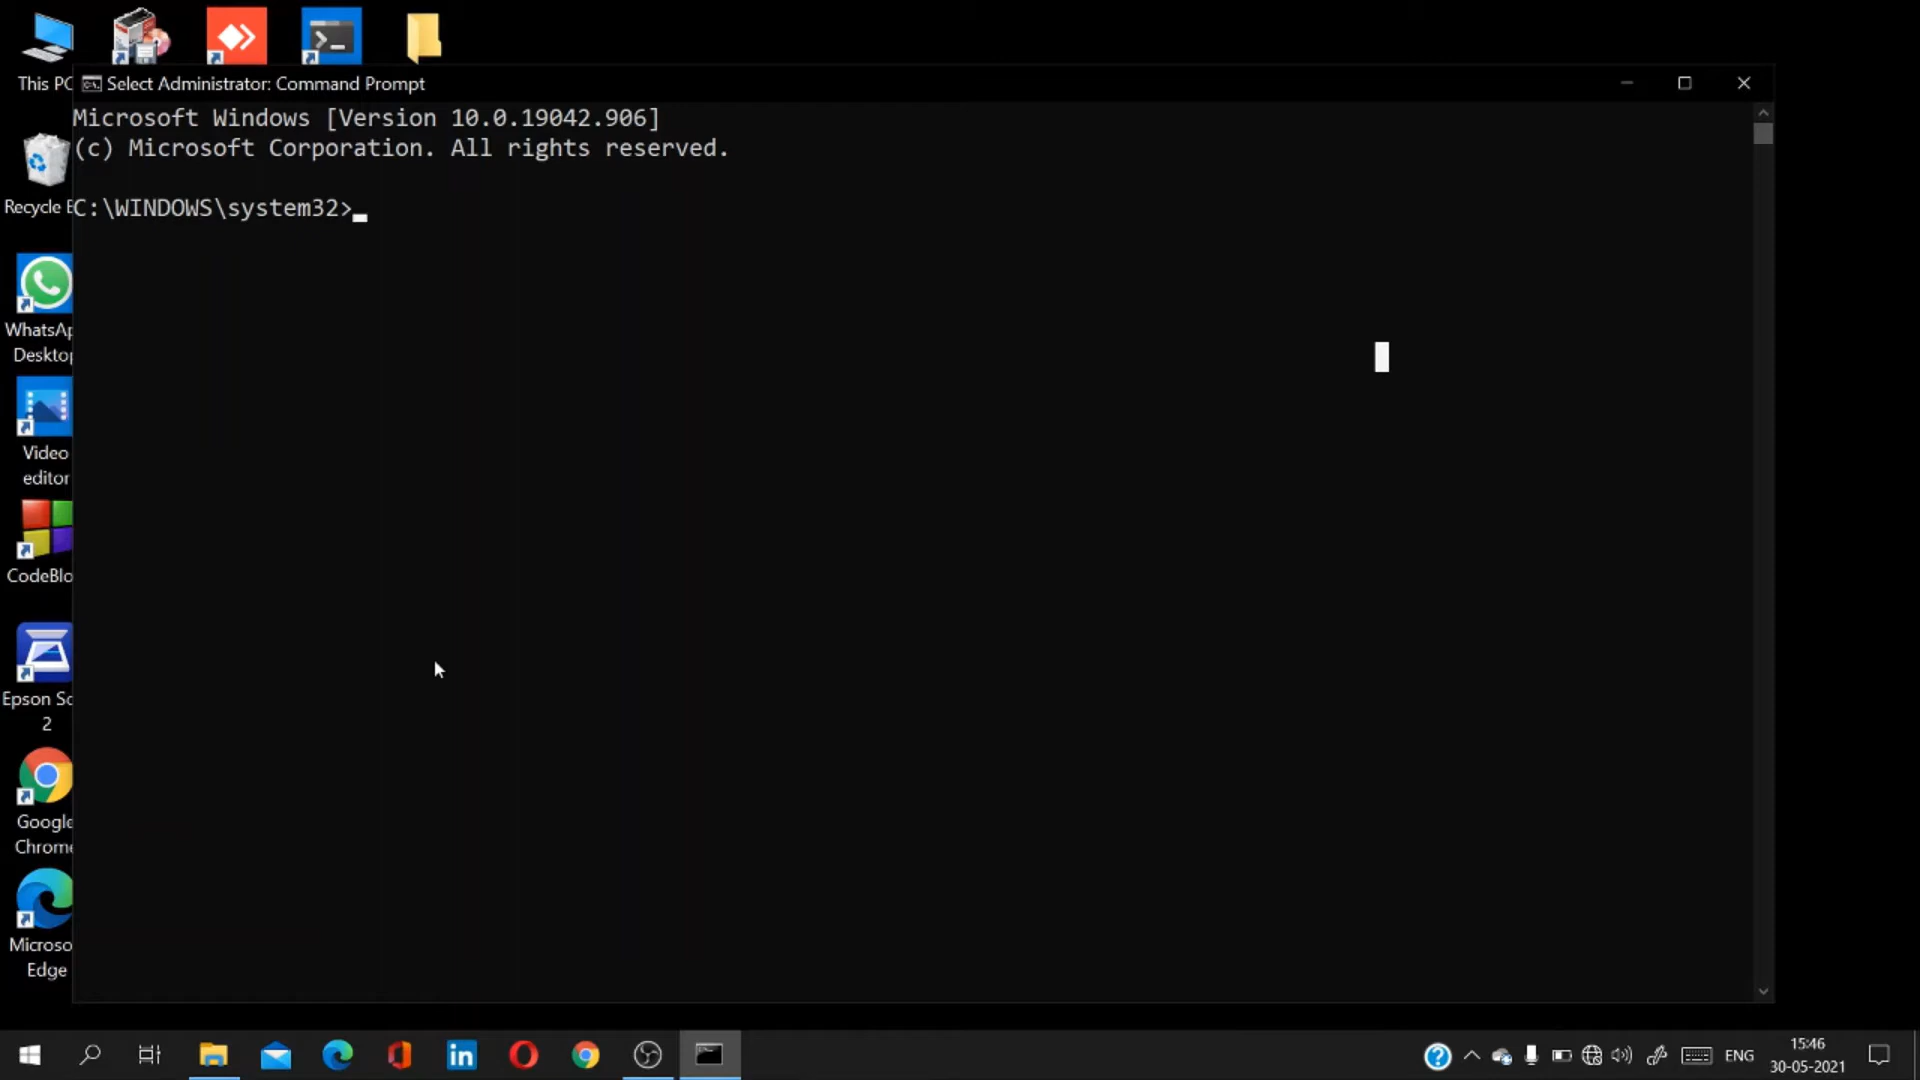 This PC
Select Administrator: Command Prompt
Microsoft Windows [Version 10.0.19042.906]
(c) Microsoft Corporation. All rights reserved.
C:\WINDOWS\system32>
Recycle B
WhatsAp
Desktop
Video
editor
CodeBlo
Epson Sc
2
Google
Chrome
Microso
Edge
ENG
15:46
30-05-2021